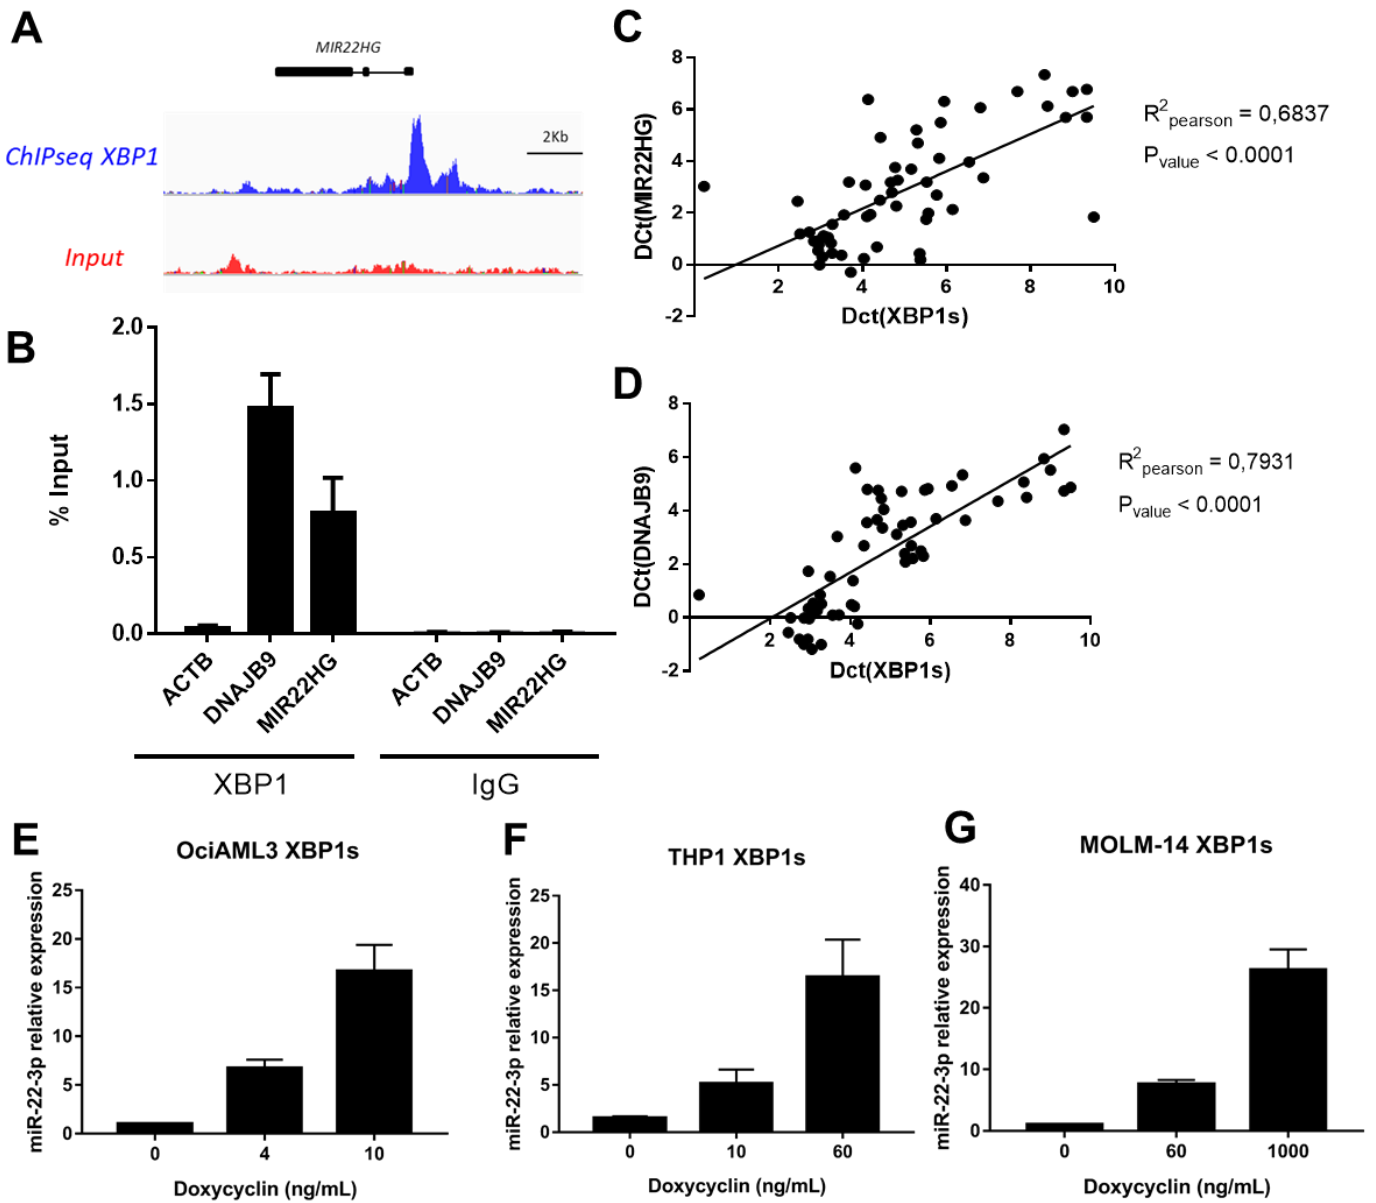 A
MIR22HG
ChIPseq XBP1
2Kb
Input
B
2.0
1.5
1.0
0.5
0.0
% Input
ACTB
DNAJB9
MIR22HG
ACTB
DNAJB9
MIR22HG
XBP1
IgG
C
8
6
4
2
0
-2
DCt(MIR22HG)
2
4
6
8
10
Dct(XBP1s)
R2pearson = 0,6837
Pvalue < 0.0001
D
8
6
4
2
0
-2
DCt(DNAJB9)
2
4
6
8
10
Dct(XBP1s)
R2pearson = 0,7931
Pvalue < 0.0001
E
OciAML3 XBP1s
miR-22-3p relative expression
25
20
15
10
5
0
0
4
10
Doxycyclin (ng/mL)
F
THP1 XBP1s
miR-22-3p relative expression
25
20
15
10
5
0
0
10
60
Doxycyclin (ng/mL)
G
MOLM-14 XBP1s
miR-22-3p relative expression
40
30
20
10
0
0
60
1000
Doxycyclin (ng/mL)